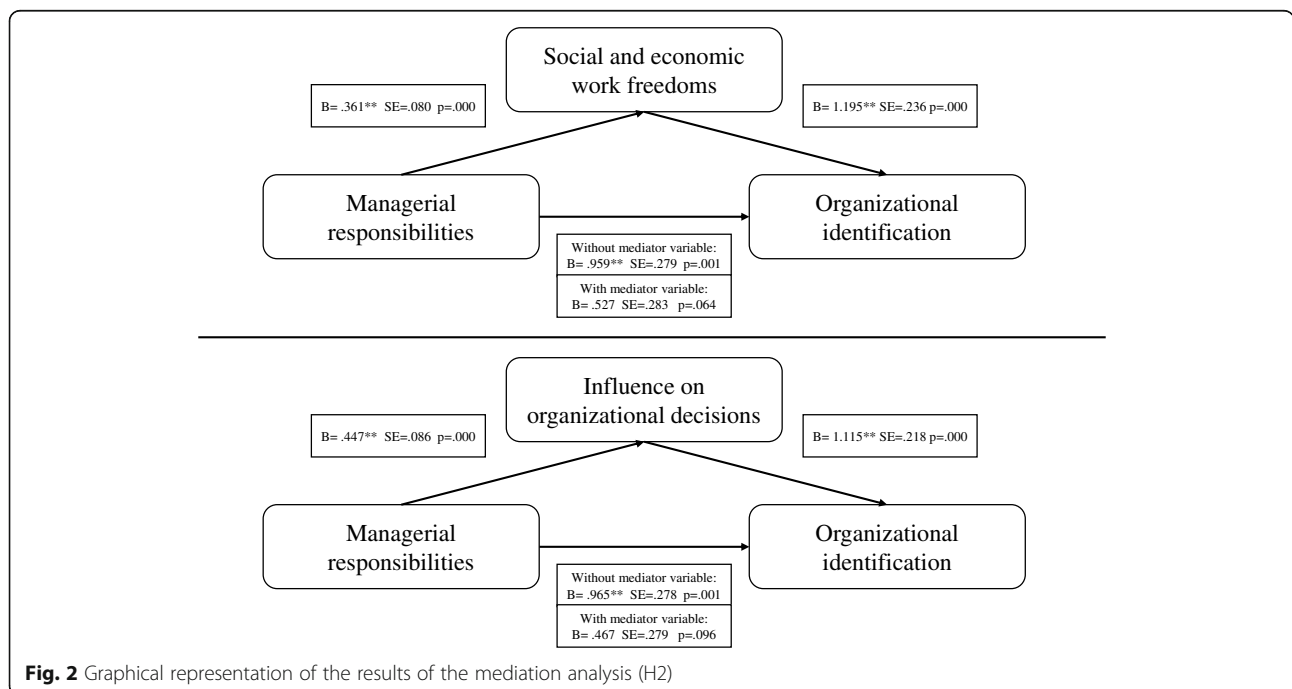 Social and economic
work freedoms
B= .361** SE=.080 p=.000
B= 1.195** SE=.236 p=.000
Managerial
responsibilities
Organizational
identification
Without mediator variable:
B= .959** SE=.279 p=.001
With mediator variable:
B= .527 SE=.283 p=.064
Influence on
organizational decisions
B= .447** SE=.086 p=.000
B= 1.115** SE=.218 p=.000
Managerial
responsibilities
Organizational
identification
Without mediator variable:
B= .965** SE=.278 p=.001
With mediator variable:
B= .467 SE=.279 p=.096
Fig. 2 Graphical representation of the results of the mediation analysis (H2)